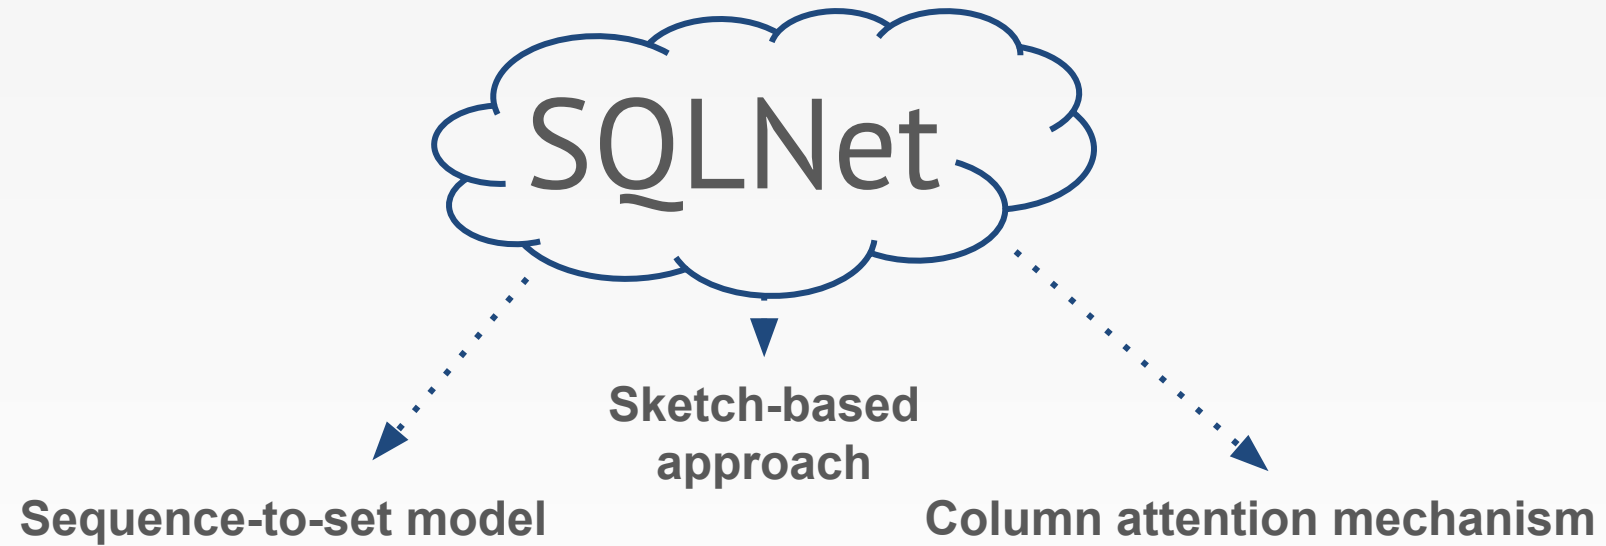 SQLNet
Sketch-based
approach
Sequence-to-set model
Column attention mechanism